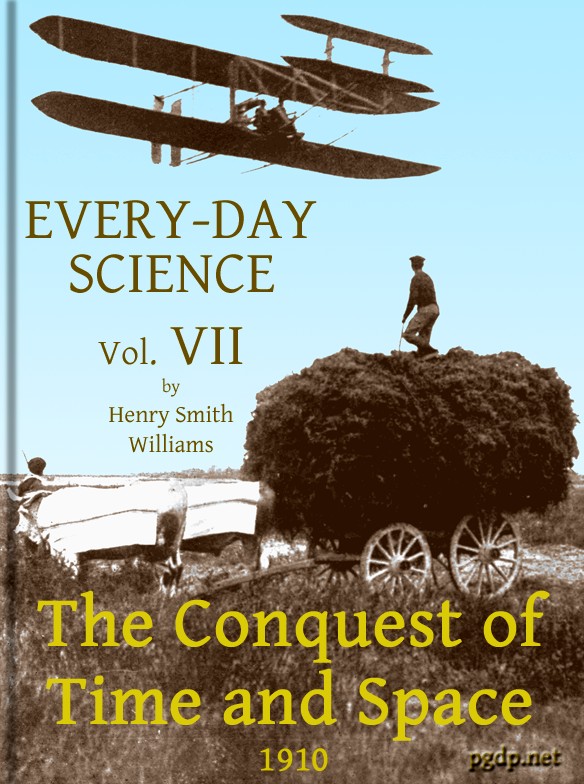 EVERY-DAY
SCIENCE
Vol. VII
by
Henry Smith
Williams
The Conquest of
Time and Space
1910
pgdp.net